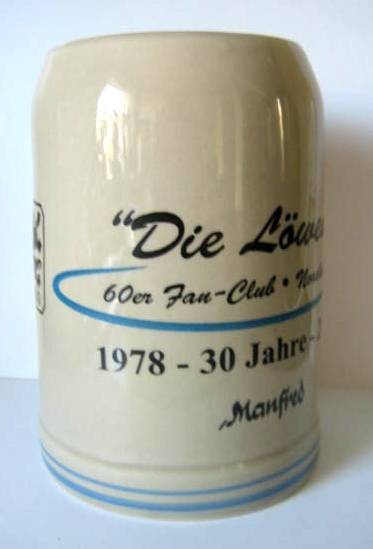 "Die Löwe
60er Fan-Club •
1978 - 30 Jahre -
Manfred